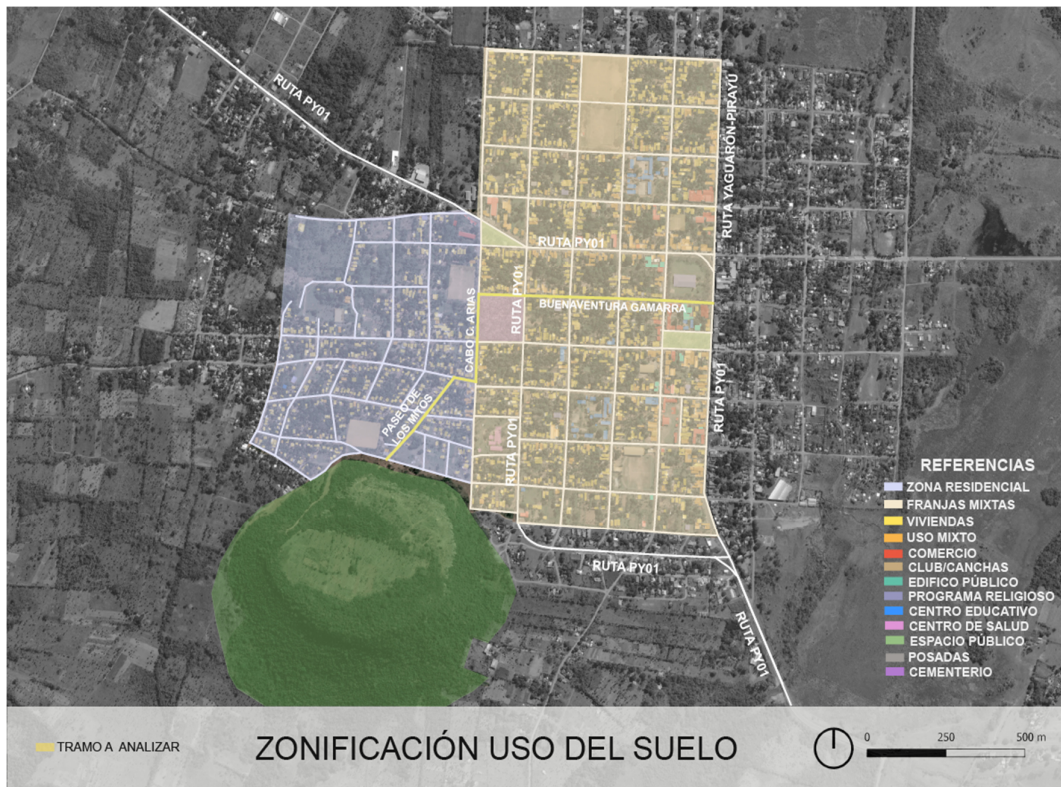 RUTA PY01
RUTA YAGUARÓN-PIRAYÚ
RUTA PY01
RUTA PY01
BUENAVENTURA GAMARRA
CABO C. ARIAS
PASEO DE
LOS MITOS
RUTA PY01
RUTA PY01
RUTA PY01
RUTA PY01
REFERENCIAS
ZONA RESIDENCIAL
FRANJAS MIXTAS
VIVIENDAS
USO MIXTO
COMERCIO
CLUB/CANCHAS
EDIFICO PÚBLICO
PROGRAMA RELIGIOSO
CENTRO EDUCATIVO
CENTRO DE SALUD
ESPACIO PÚBLICO
POSADAS
CEMENTERIO
TRAMO A ANALIZAR
ZONIFICACIÓN USO DEL SUELO
0 250 500 m